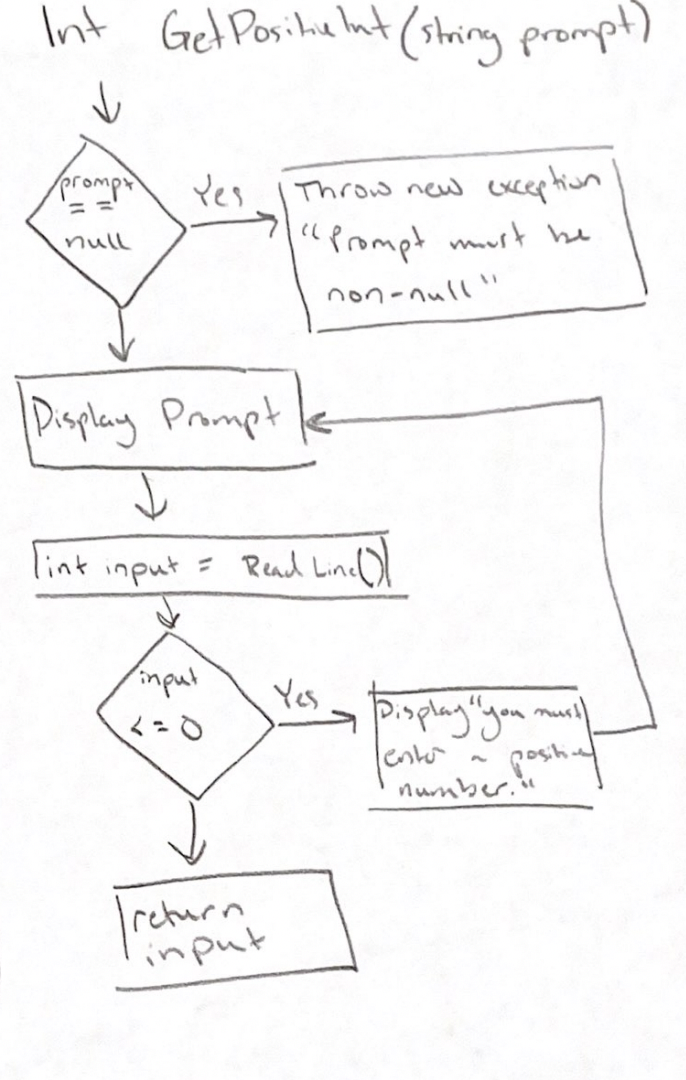 Int GetPositiveInt(string prompt)
prompt
==
null
Yes
Throw new exception
"Prompt must be
non-null"
Display Prompt
int input = ReadLine()
input
<= 0
Yes
Display "you must
enter a positive
number."
return
input